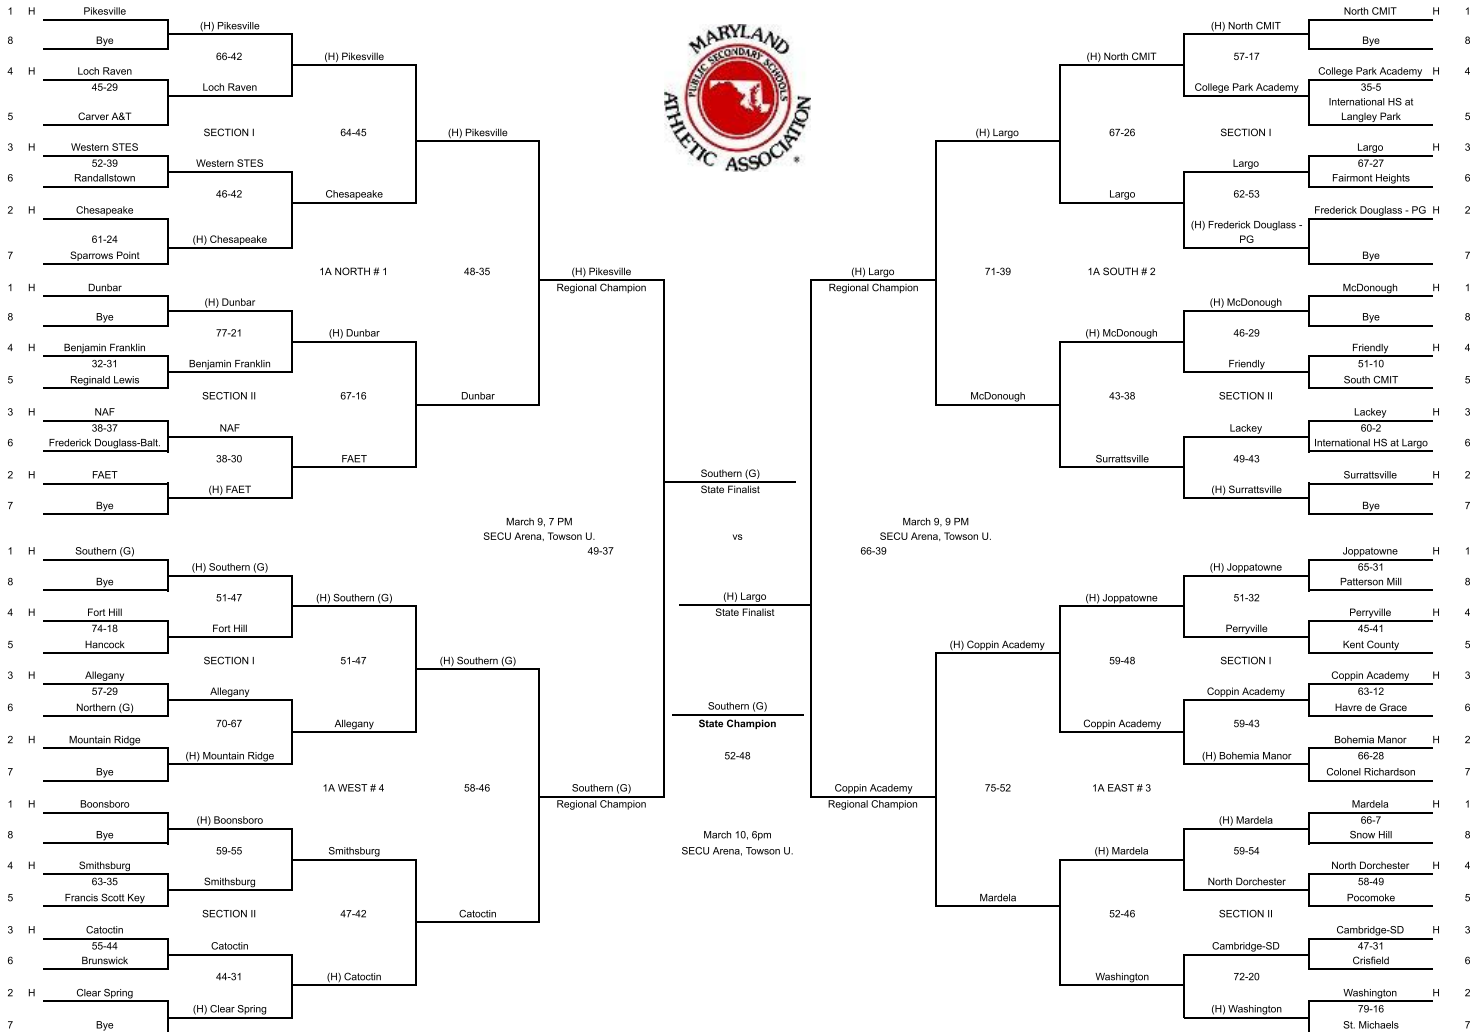 1 H Pikesville
(H) Pikesville
8 Bye
66-42
(H) Pikesville
4 H Loch Raven
45-29
Loch Raven
5 Carver A&T
SECTION I
64-45
(H) Pikesville
3 H Western STES
52-39
Western STES
6 Randallstown
46-42
Chesapeake
2 H Chesapeake
61-24
(H) Chesapeake
7 Sparrows Point
1A NORTH # 1
48-35
(H) Pikesville
Regional Champion
1 H Dunbar
(H) Dunbar
8 Bye
77-21
(H) Dunbar
4 H Benjamin Franklin
32-31
Benjamin Franklin
5 Reginald Lewis
SECTION II
67-16
Dunbar
3 H NAF
38-37
NAF
6 Frederick Douglass-Balt.
38-30
FAET
2 H FAET
(H) FAET
7 Bye
March 9, 7 PM
SECU Arena, Towson U.
49-37
1 H Southern (G)
(H) Southern (G)
8 Bye
51-47
(H) Southern (G)
4 H Fort Hill
74-18
Fort Hill
5 Hancock
SECTION I
51-47
(H) Southern (G)
3 H Allegany
57-29
Allegany
6 Northern (G)
70-67
Allegany
2 H Mountain Ridge
(H) Mountain Ridge
7 Bye
1A WEST # 4
58-46
Southern (G)
Regional Champion
1 H Boonsboro
(H) Boonsboro
8 Bye
59-55
Smithsburg
4 H Smithsburg
63-35
Smithsburg
5 Francis Scott Key
SECTION II
47-42
Catoctin
3 H Catoctin
55-44
Catoctin
6 Brunswick
44-31
(H) Catoctin
2 H Clear Spring
(H) Clear Spring
7 Bye
MARYLAND
PUBLIC SECONDARY SCHOOLS
ATHLETIC ASSOCIATION
®
Southern (G)
State Finalist
vs
(H) Largo
State Finalist
Southern (G)
State Champion
52-48
March 10, 6pm
SECU Arena, Towson U.
North CMIT H 1
(H) North CMIT
Bye 8
57-17
(H) North CMIT
College Park Academy H 4
35-5
College Park Academy
International HS at
Langley Park 5
SECTION I
67-26
(H) Largo
Largo H 3
67-27
Largo
Fairmont Heights 6
62-53
Largo
Frederick Douglass - PG H 2
(H) Frederick Douglass -
PG
Bye 7
1A SOUTH # 2
71-39
(H) Largo
Regional Champion
McDonough H 1
(H) McDonough
Bye 8
46-29
(H) McDonough
Friendly H 4
51-10
Friendly
South CMIT 5
SECTION II
43-38
McDonough
Lackey H 3
60-2
Lackey
International HS at Largo 6
49-43
Surrattsville
Surrattsville H 2
(H) Surrattsville
Bye 7
March 9, 9 PM
SECU Arena, Towson U.
66-39
Joppatowne H 1
65-31
(H) Joppatowne
Patterson Mill 8
51-32
(H) Joppatowne
Perryville H 4
45-41
Perryville
Kent County 5
SECTION I
59-48
(H) Coppin Academy
Coppin Academy H 3
63-12
Coppin Academy
Havre de Grace 6
59-43
Coppin Academy
Bohemia Manor H 2
66-28
(H) Bohemia Manor
Colonel Richardson 7
1A EAST # 3
75-52
Coppin Academy
Regional Champion
Mardela H 1
66-7
(H) Mardela
Snow Hill 8
59-54
(H) Mardela
North Dorchester H 4
58-49
North Dorchester
Pocomoke 5
SECTION II
52-46
Mardela
Cambridge-SD H 3
47-31
Cambridge-SD
Crisfield 6
72-20
Washington
Washington H 2
79-16
(H) Washington
St. Michaels 7